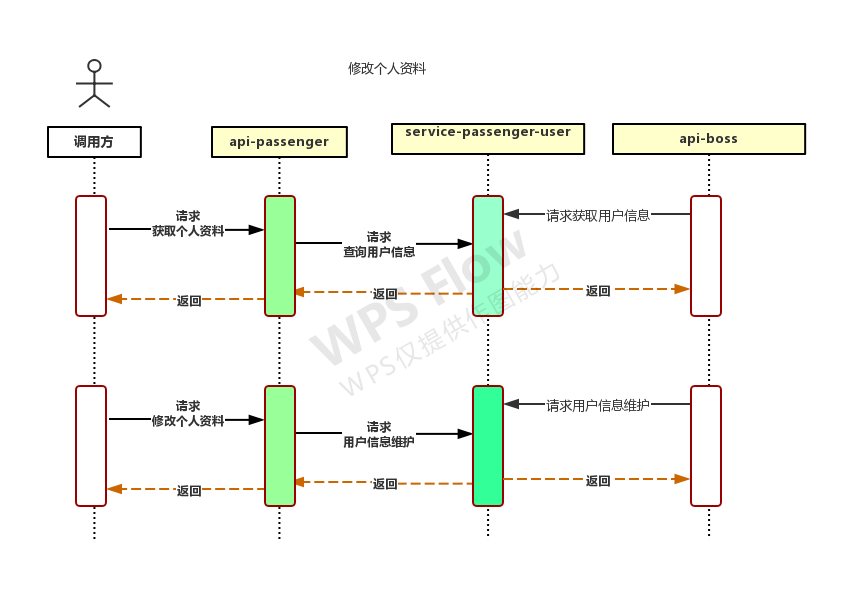 修改个人资料
调用方
api-passenger
service-passenger-user
api-boss
请求
获取个人资料
请求
查询用户信息
请求获取用户信息
返回
返回
返回
WPS Flow
WPS仅提供作图能力
请求
修改个人资料
请求
用户信息维护
请求用户信息维护
返回
返回
返回